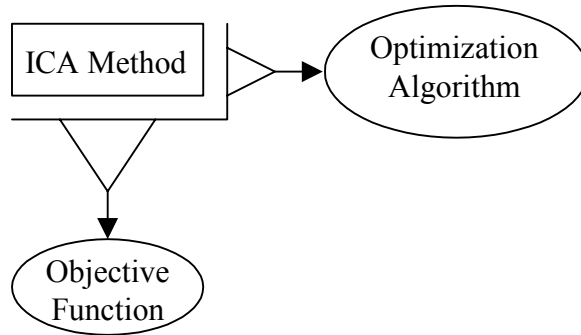 ICA Method
Optimization
Algorithm
Objective
Function